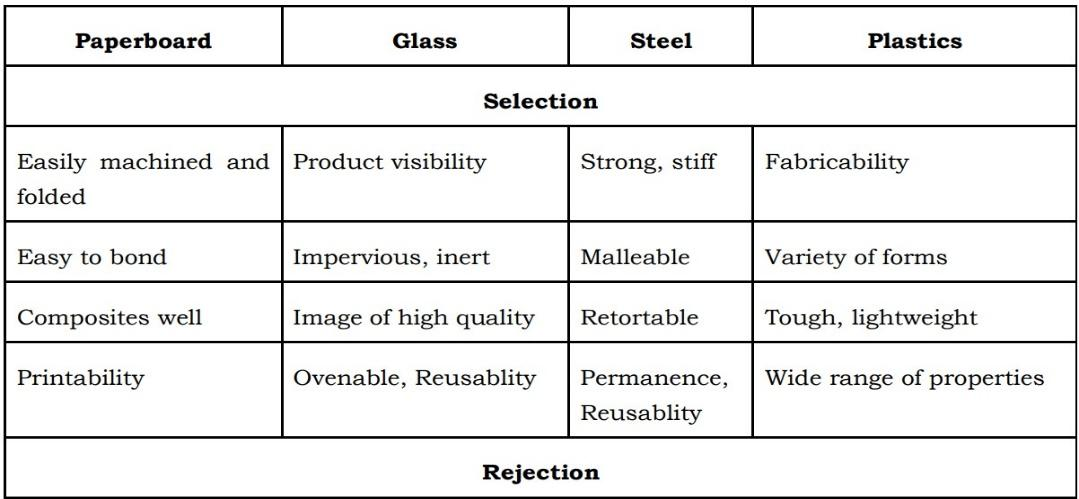 Paperboard Glass Steel Plastics
Selection
Easily machined and folded Product visibility Strong, stiff Fabricability
Easy to bond Impervious, inert Malleable Variety of forms
Composites well Image of high quality Retortable Tough, lightweight
Printability Ovenable, Reusablity Permanence, Reusablity Wide range of properties
Rejection